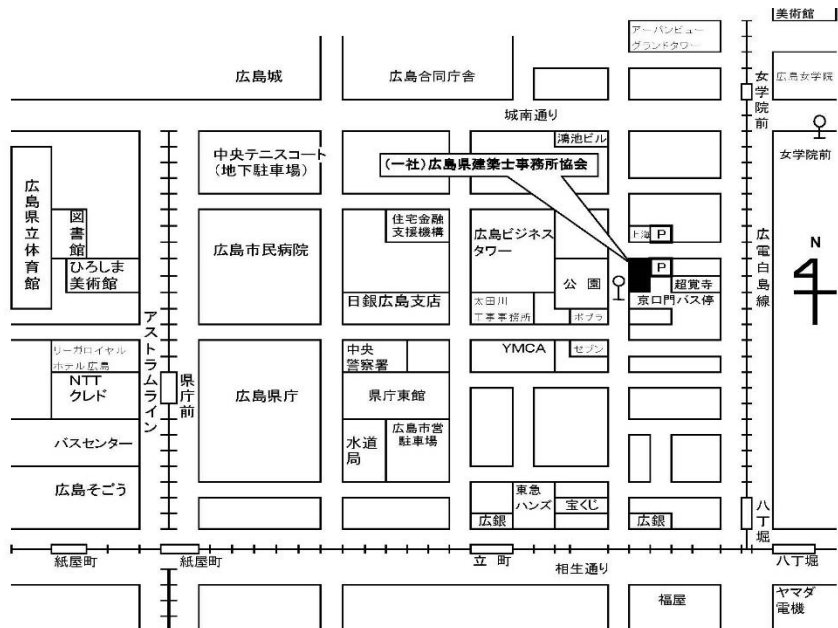 美術館
アーバンビュー
グランドタワー
広島城
広島合同庁舎
女学院前
広島女学院
城南通り
鴻池ビル
女学院前
中央テニスコート
(地下駐車場)
(一社)広島県建築士事務所協会
広島県立体育館
図書館
ひろしま
美術館
広島市民病院
住宅金融
支援機構
広島ビジネス
タワー
上海
P
P
公園
超覚寺
京口門バス停
広電白島線
N
日銀広島支店
太田川
工事事務所
ポプラ
アストラムライン
リーガロイヤル
ホテル広島
NTT
クレド
県庁前
広島県庁
中央
警察署
YMCA
セブン
県庁東館
バスセンター
水道局
広島市営
駐車場
広島そごう
東急
ハンズ
宝くじ
広銀
広銀
八丁堀
紙屋町
紙屋町
立町
相生通り
八丁堀
福屋
ヤマダ
電機